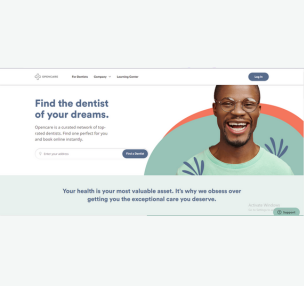 opencare
For Dentists
Company
Learning Center
Log In
Find the dentist
of your dreams.
Opencare is a curated network of top-
rated dentists. Find one perfect for you
and book online instantly.
Enter your address
Find a Dentist
Your health is your most valuable asset. It's why we obsess over
getting you the exceptional care you deserve.
Activate Windows
Support